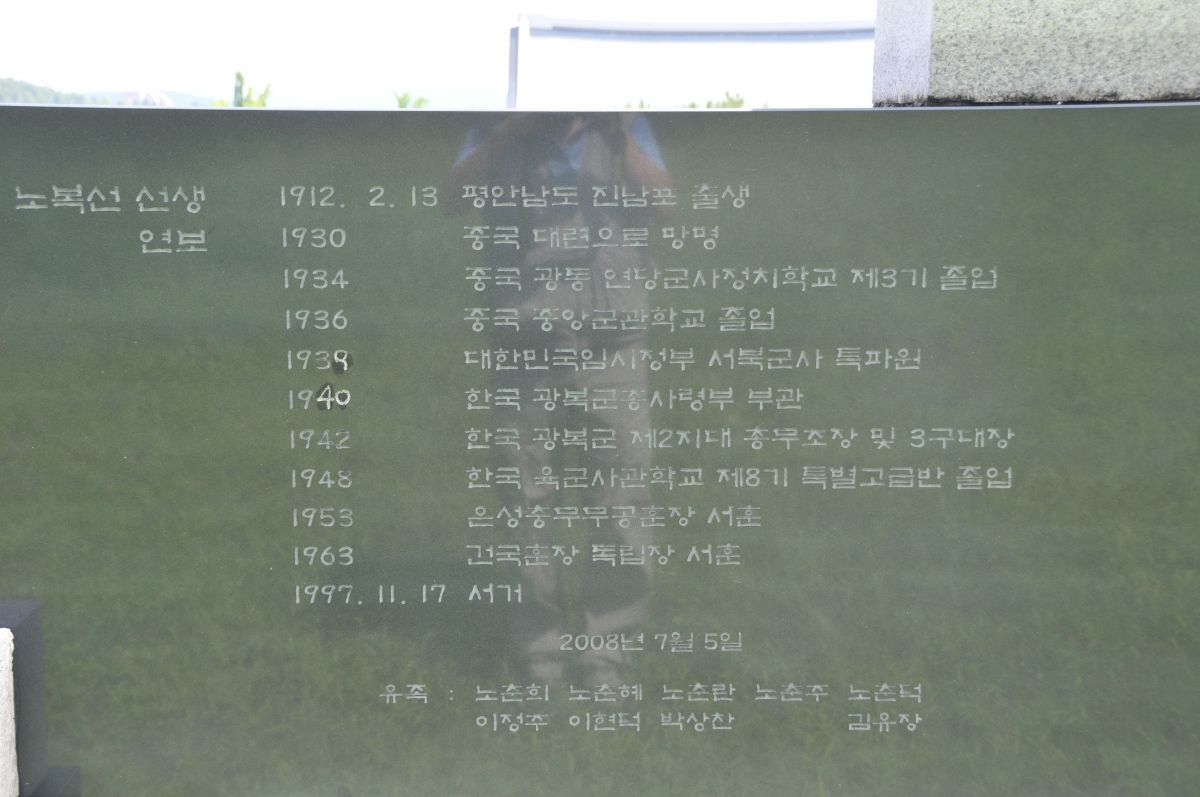 노복선 선생 1912. 2. 13 평안남도 진남포 출생
연보 1930 중국 대련으로 망명
1934 중국 광동 연당군사정치학교 제3기 졸업
1936 중국 중앙군관학교 졸업
1939 대한민국임시정부 서북군사 특파원
1940 한국 광복군총사령부 부관
1942 한국 광복군 제2지대 총무조장 및 3구대장
1948 한국 육군사관학교 제8기 특별고급반 졸업
1953 은성충무무공훈장 서훈
1963 건국훈장 독립장 서훈
1997. 11. 17 서거
2008년 7월 5일
유족 : 노춘희 노춘혜 노춘란 노춘주 노춘덕
이정주 이현덕 박상찬 김유장